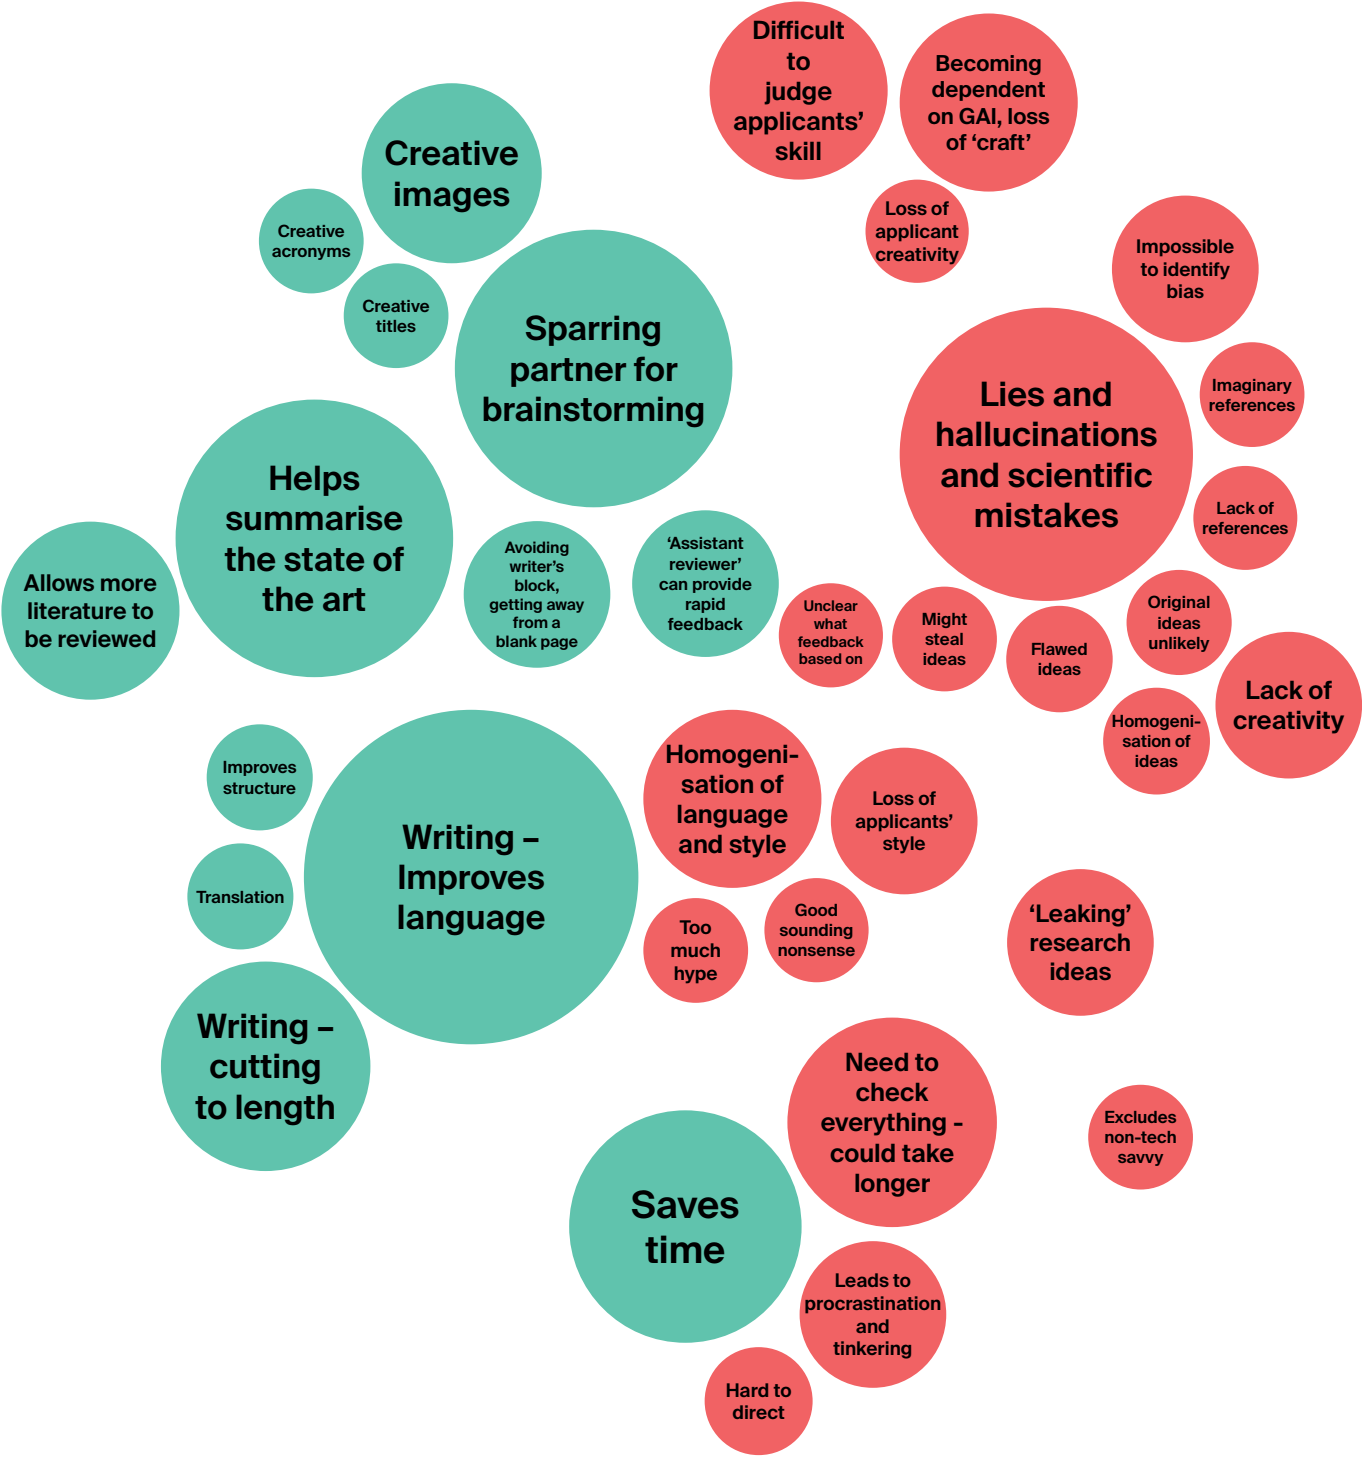 Difficult
to
judge
applicants’
skill
Becoming
dependent
on GAI, loss
of ‘craft’
Creative
images
Loss of
applicant
creativity
Creative
acronyms
Impossible
to identify
bias
Creative
titles
Sparring
partner for
brainstorming
Lies and
hallucinations
and scientific
mistakes
Imaginary
references
Helps
summarise
the state of
the art
Lack of
references
Allows more
literature to
be reviewed
Avoiding
writer’s
block,
getting away
from a
blank page
‘Assistant
reviewer’
can provide
rapid
feedback
Unclear
what
feedback
based on
Might
steal
ideas
Flawed
ideas
Original
ideas
unlikely
Lack of
creativity
Homogeni-
sation of
ideas
Improves
structure
Writing –
Improves
language
Homogeni-
sation of
language
and style
Loss of
applicants’
style
Translation
Too
much
hype
Good
sounding
nonsense
‘Leaking’
research
ideas
Writing –
cutting
to length
Need to
check
everything -
could take
longer
Excludes
non-tech
savvy
Saves
time
Leads to
procrastination
and
tinkering
Hard to
direct